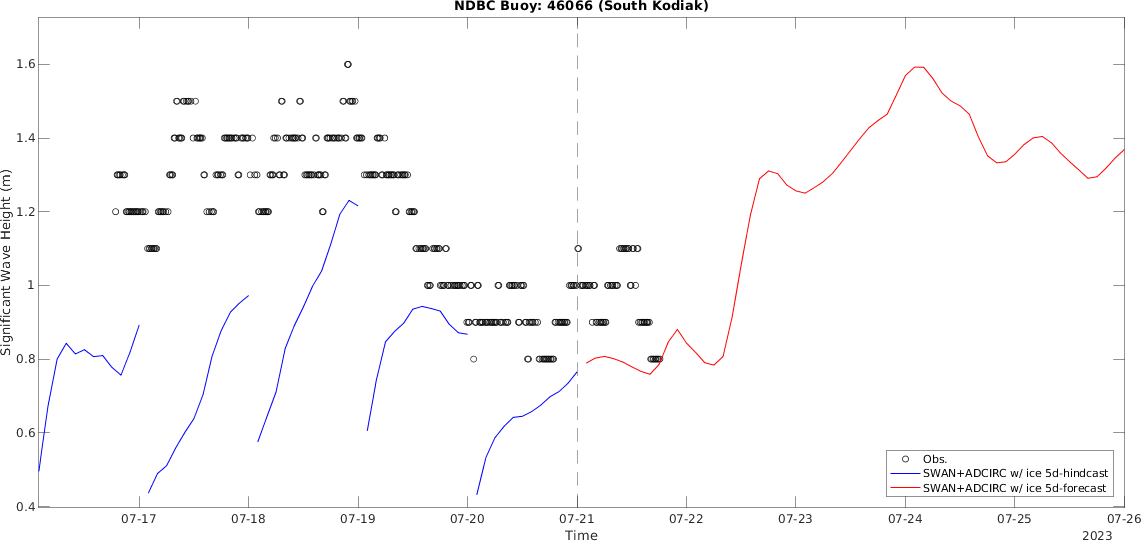 NDBC Buoy: 46066 (South Kodiak)
Significant Wave Height (m)
1.6
1.4
1.2
1
0.8
0.6
0.4
Obs.
SWAN+ADCIRC w/ ice 5d-hindcast
SWAN+ADCIRC w/ ice 5d-forecast
07-17 07-18 07-19 07-20 07-21 07-22 07-23 07-24 07-25 07-26
Time
2023